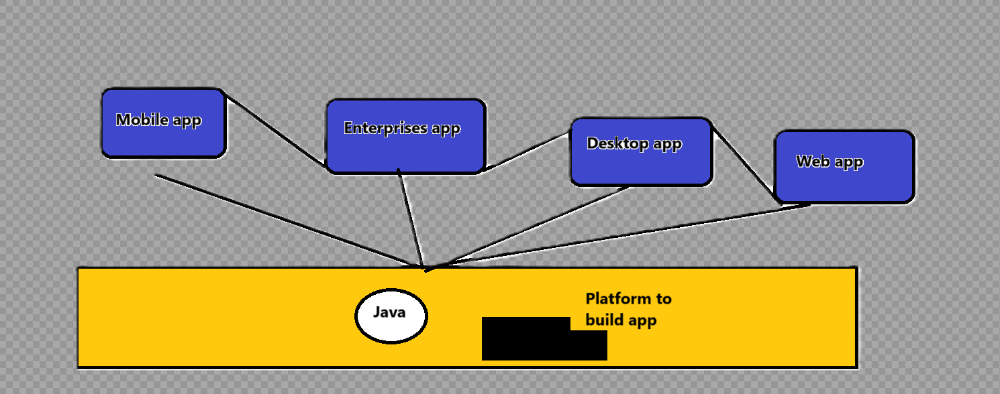 Mobile app
Enterprises app
Desktop app
Web app
Java
Platform to
build app